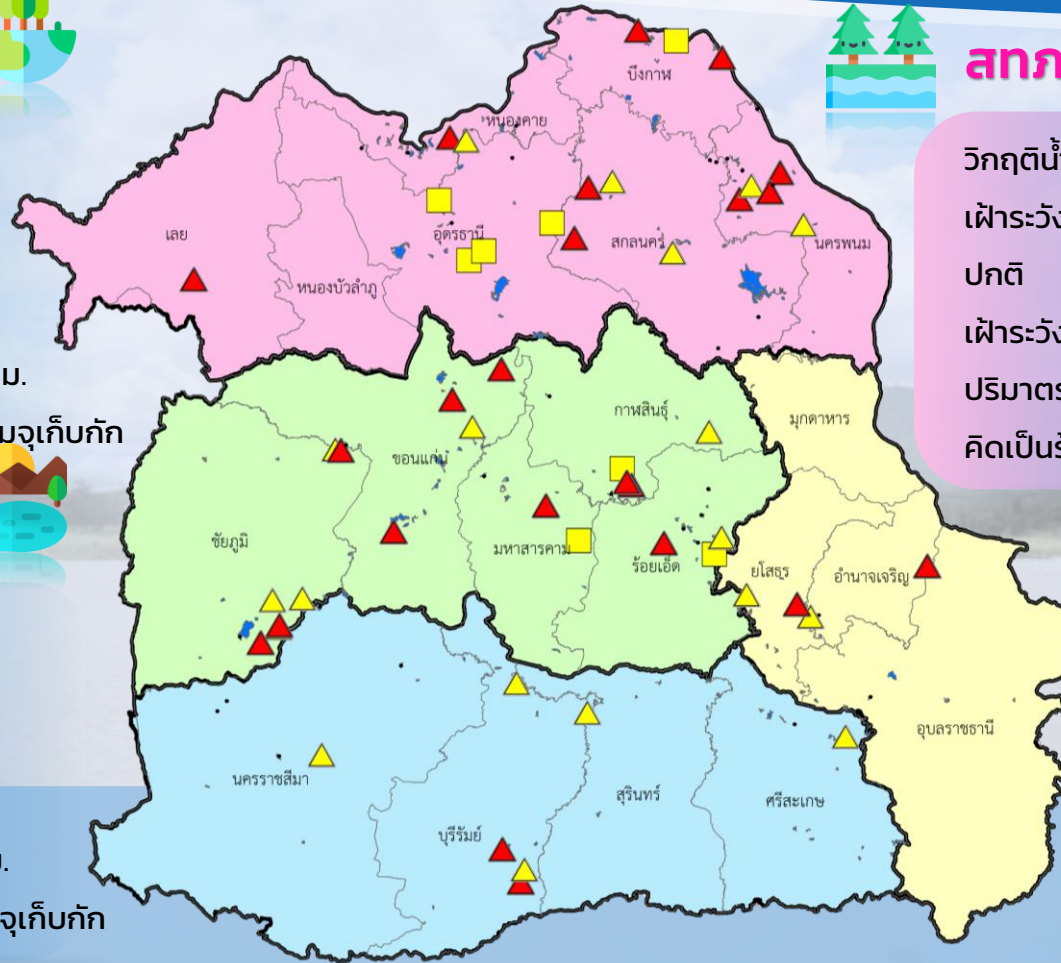 สทภ
วิกฤติน้ำ
เฝ้าระวัง
ปกติ
เฝ้าระวัง
ปริมาตร
คิดเป็นร้
ม.
มจุเก็บกัก
ม.
จุเก็บกัก
บึงกาฬ
หนองคาย
เลย
อุดรธานี
สกลนคร
นครพนม
หนองบัวลำภู
กาฬสินธุ์
มุกดาหาร
ขอนแก่น
ชัยภูมิ
มหาสารคาม
ร้อยเอ็ด
ยโสธร
อำนาจเจริญ
อุบลราชธานี
นครราชสีมา
บุรีรัมย์
สุรินทร์
ศรีสะเกษ